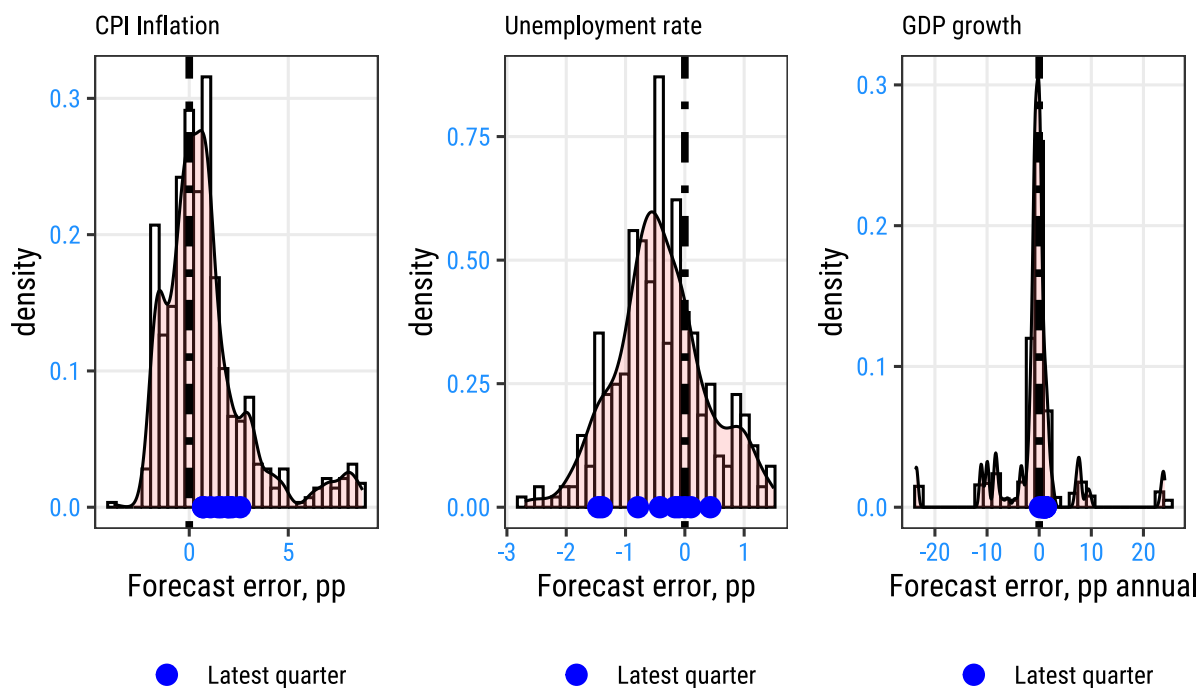 CPI Inflation
density
0.3
0.2
0.1
0.0
0 5
Forecast error, pp
Latest quarter
Unemployment rate
density
0.75
0.50
0.25
0.00
-3 -2 -1 0 1
Forecast error, pp
Latest quarter
GDP growth
density
0.3
0.2
0.1
0.0
-20 -10 0 10 20
Forecast error, pp annual
Latest quarter